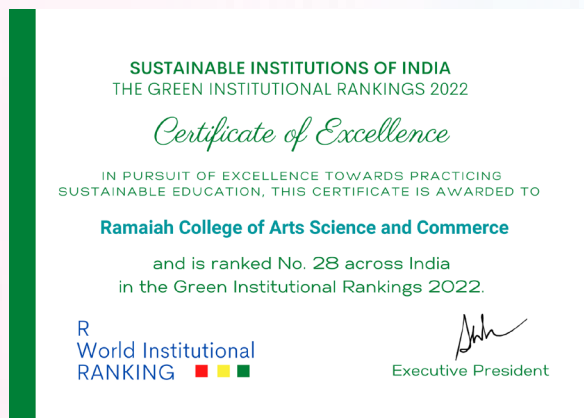 SUSTAINABLE INSTITUTIONS OF INDIA
THE GREEN INSTITUTIONAL RANKINGS 2022
Certificate of Excellence
IN PURSUIT OF EXCELLENCE TOWARDS PRACTICING
SUSTAINABLE EDUCATION, THIS CERTIFICATE IS AWARDED TO
Ramaiah College of Arts Science and Commerce
and is ranked No. 28 across India
in the Green Institutional Rankings 2022.
R
World Institutional
RANKING
Executive President